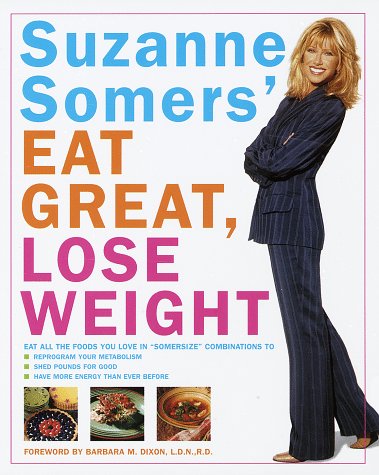 Suzanne
Somers'
EAT
GREAT,
LOSE
WEIGHT
EAT ALL THE FOODS YOU LOVE IN "SOMERSIZE" COMBINATIONS TO
REPROGRAM YOUR METABOLISM
SHED POUNDS FOR GOOD
HAVE MORE ENERGY THAN EVER BEFORE
FOREWORD BY BARBARA M. DIXON, L.D.N.,R.D.